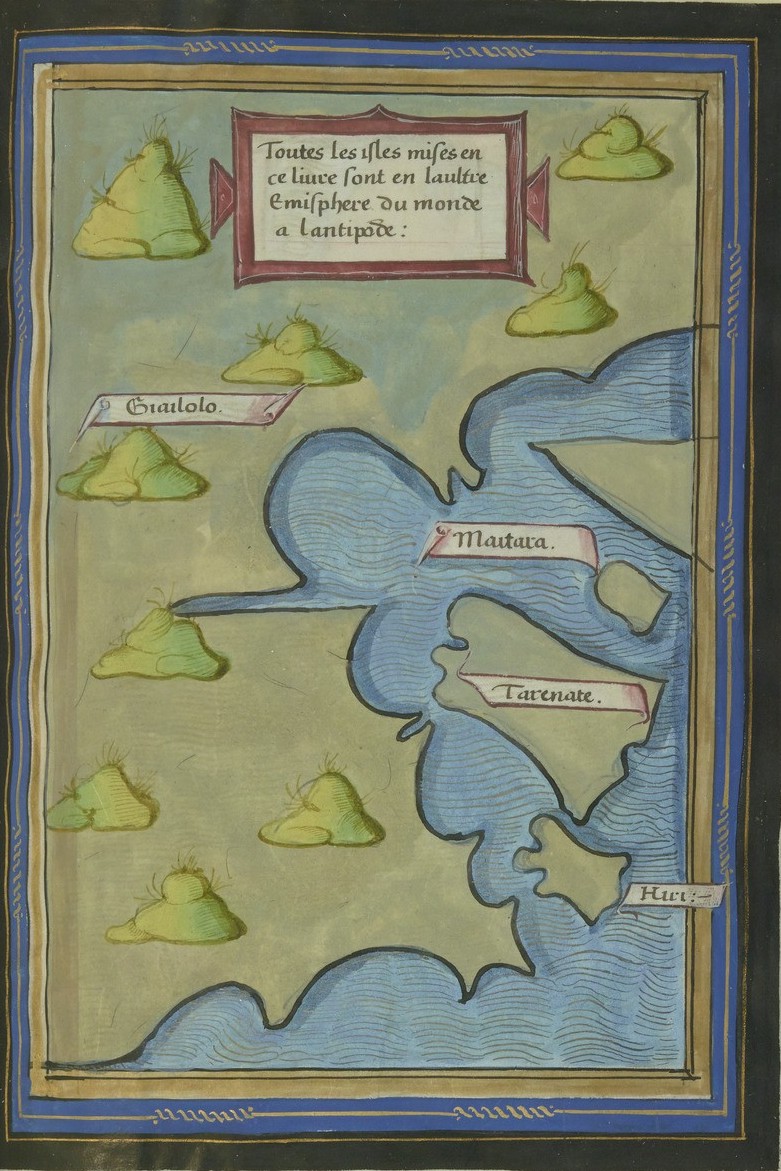 Toutes les isles mises en
ce liure sont en laultre
Emisphere du monde
a lantipode :
Giailolo.
Maitara.
Tarenate.
Hiri :–